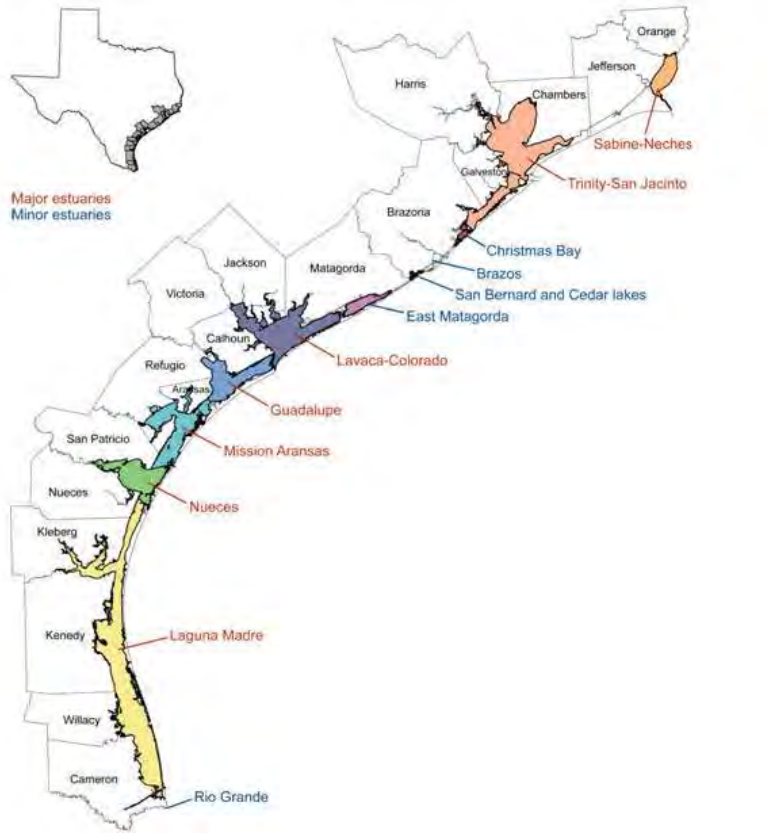 Orange
Jefferson
Harris
Chambers
Sabine-Neches
Galveston
Trinity-San Jacinto
Major estuaries
Minor estuaries
Brazoria
Christmas Bay
Jackson
Matagorda
Brazos
Victoria
San Bernard and Cedar lakes
East Matagorda
Calhoun
Lavaca-Colorado
Refugio
Aransas
Guadalupe
San Patricio
Mission Aransas
Nueces
Nueces
Kleberg
Kenedy
Laguna Madre
Willacy
Cameron
Rio Grande